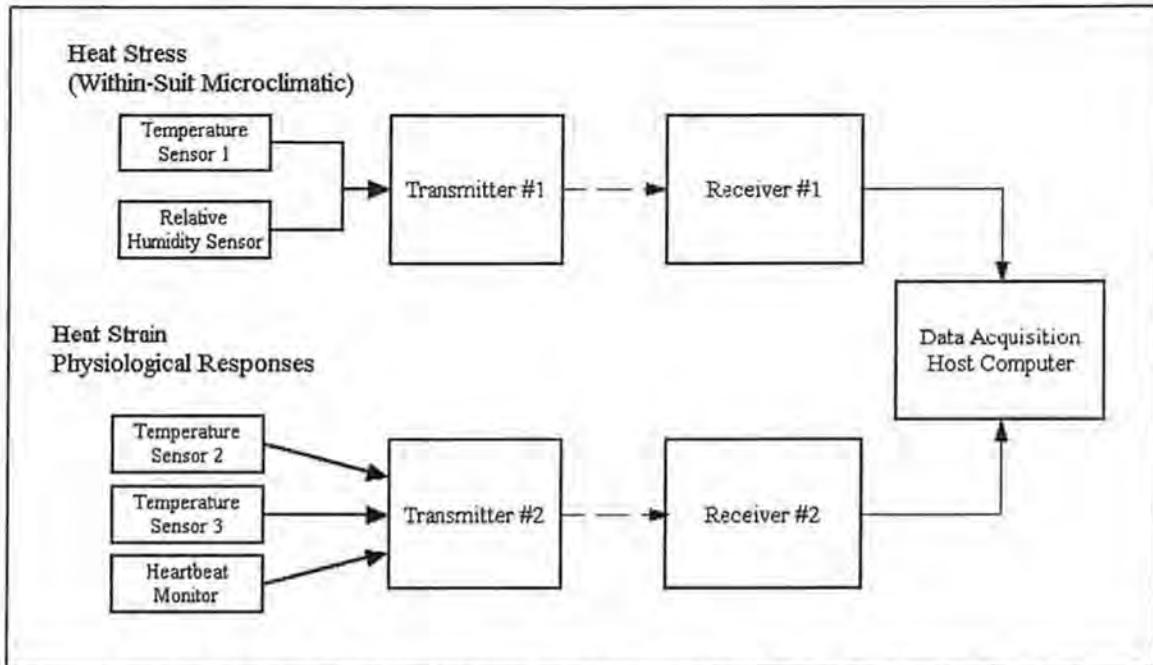 Heat Stress
(Within-Suit Microclimatic)
Temperature
Sensor 1
Relative
Humidity Sensor
Transmitter #1
Receiver #1
Data Acquisition
Host Computer
Heat Strain
Physiological Responses
Temperature
Sensor 2
Temperature
Sensor 3
Heartbeat
Monitor
Transmitter #2
Receiver #2